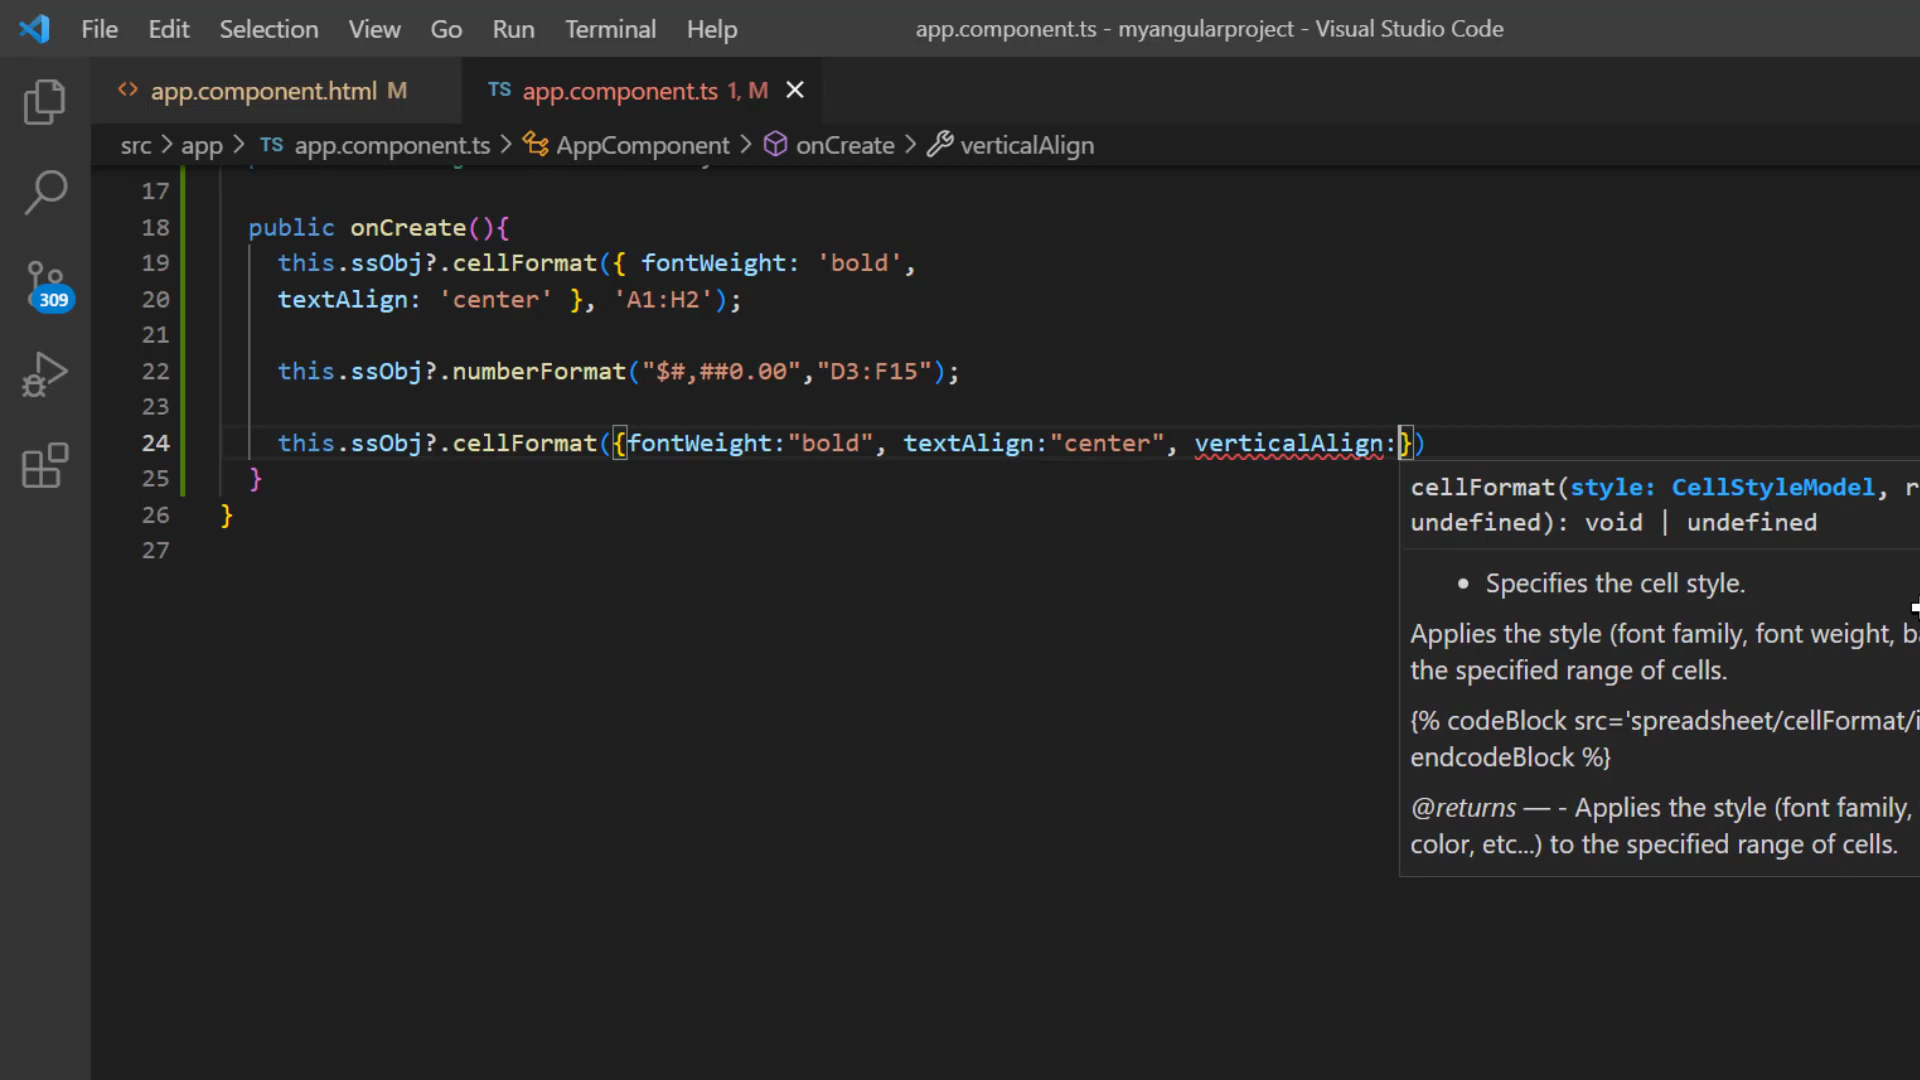 File Edit Selection View Go Run Terminal Help app.component.ts - myangularproject - Visual Studio Code
<> app.component.html M TS app.component.ts 1, M ×
src > app > TS app.component.ts > AppComponent > onCreate > verticalAlign
17
18 public onCreate(){
19 this.ssObj?.cellFormat({ fontWeight: 'bold',
20 textAlign: 'center' }, 'A1:H2');
21
22 this.ssObj?.numberFormat("$#,##0.00","D3:F15");
23
24 this.ssObj?.cellFormat({fontWeight:"bold", textAlign:"center", verticalAlign:})
25 }
26 }
27
309
cellFormat(style: CellStyleModel, r
undefined): void | undefined
• Specifies the cell style.
Applies the style (font family, font weight, ba
the specified range of cells.
{% codeBlock src='spreadsheet/cellFormat/i
endcodeBlock %}
@returns — - Applies the style (font family,
color, etc...) to the specified range of cells.